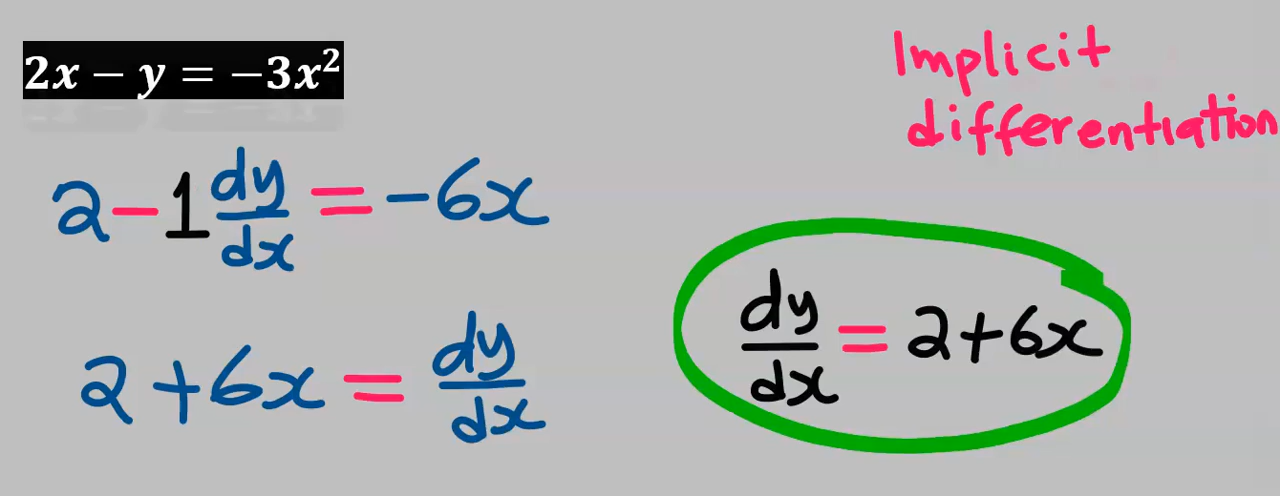 2x − y = −3x²
Implicit
differentiation
2 − 1 dy/dx = −6x
2 + 6x = dy/dx
dy/dx = 2 + 6x